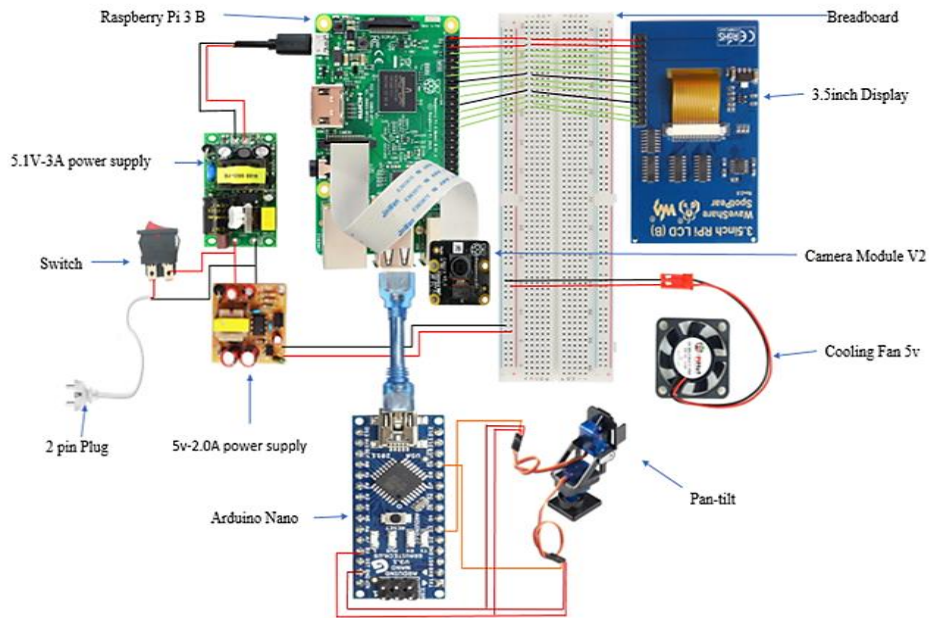 Raspberry Pi 3 B
Breadboard
3.5inch Display
5.1V-3A power supply
Switch
Camera Module V2
Cooling Fan 5v
2 pin Plug
5v-2.0A power supply
Pan-tilt
Arduino Nano
3.5inch RPi LCD (B)
WaveShare SpotPear